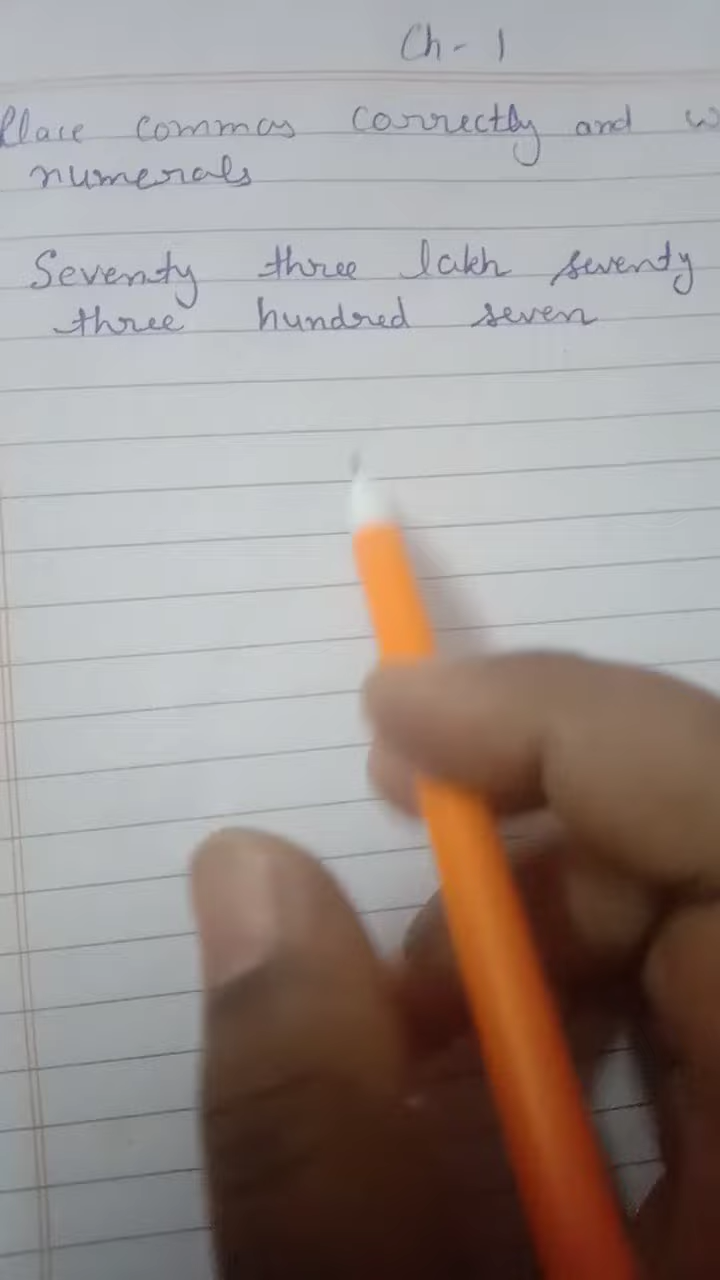 Ch - 1
Place commas correctly and
numerals
Seventy three lakh seventy
three hundred seven